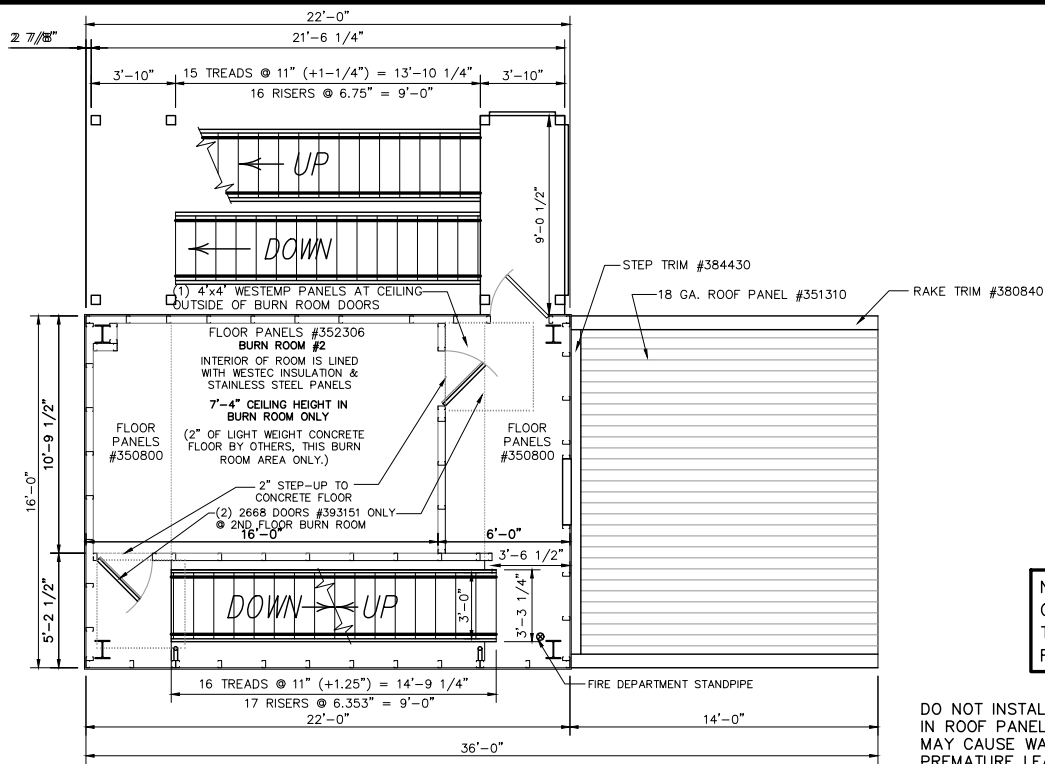 22'-0"
2 7/8"
21'-6 1/4"
3'-10"
15 TREADS @ 11" (+1-1/4") = 13'-10 1/4"
3'-10"
16 RISERS @ 6.75" = 9'-0"
UP
9'-0 1/2"
DOWN
STEP TRIM #384430
(1) 4'x4' WESTEMP PANELS AT CEILING
OUTSIDE OF BURN ROOM DOORS
18 GA. ROOF PANEL #351310
RAKE TRIM #380840
FLOOR PANELS #352306
BURN ROOM #2
INTERIOR OF ROOM IS LINED
WITH WESTEC INSULATION &
STAINLESS STEEL PANELS
7'-4" CEILING HEIGHT IN
BURN ROOM ONLY
(2" OF LIGHT WEIGHT CONCRETE
FLOOR BY OTHERS, THIS BURN
ROOM AREA ONLY.)
FLOOR
PANELS
#350800
FLOOR
PANELS
#350800
10'-9 1/2"
16'-0"
2" STEP-UP TO
CONCRETE FLOOR
(2) 2668 DOORS #393151 ONLY
@ 2ND FLOOR BURN ROOM
16'-0"
6'-0"
3'-6 1/2"
5'-2 1/2"
DOWN
UP
3'-0"
3'-3 1/4"
FIRE DEPARTMENT STANDPIPE
16 TREADS @ 11" (+1.25") = 14'-9 1/4"
17 RISERS @ 6.353" = 9'-0"
22'-0"
14'-0"
36'-0"
DO NOT INSTAL
IN ROOF PANEL
MAY CAUSE WA
PREMATURE LEA